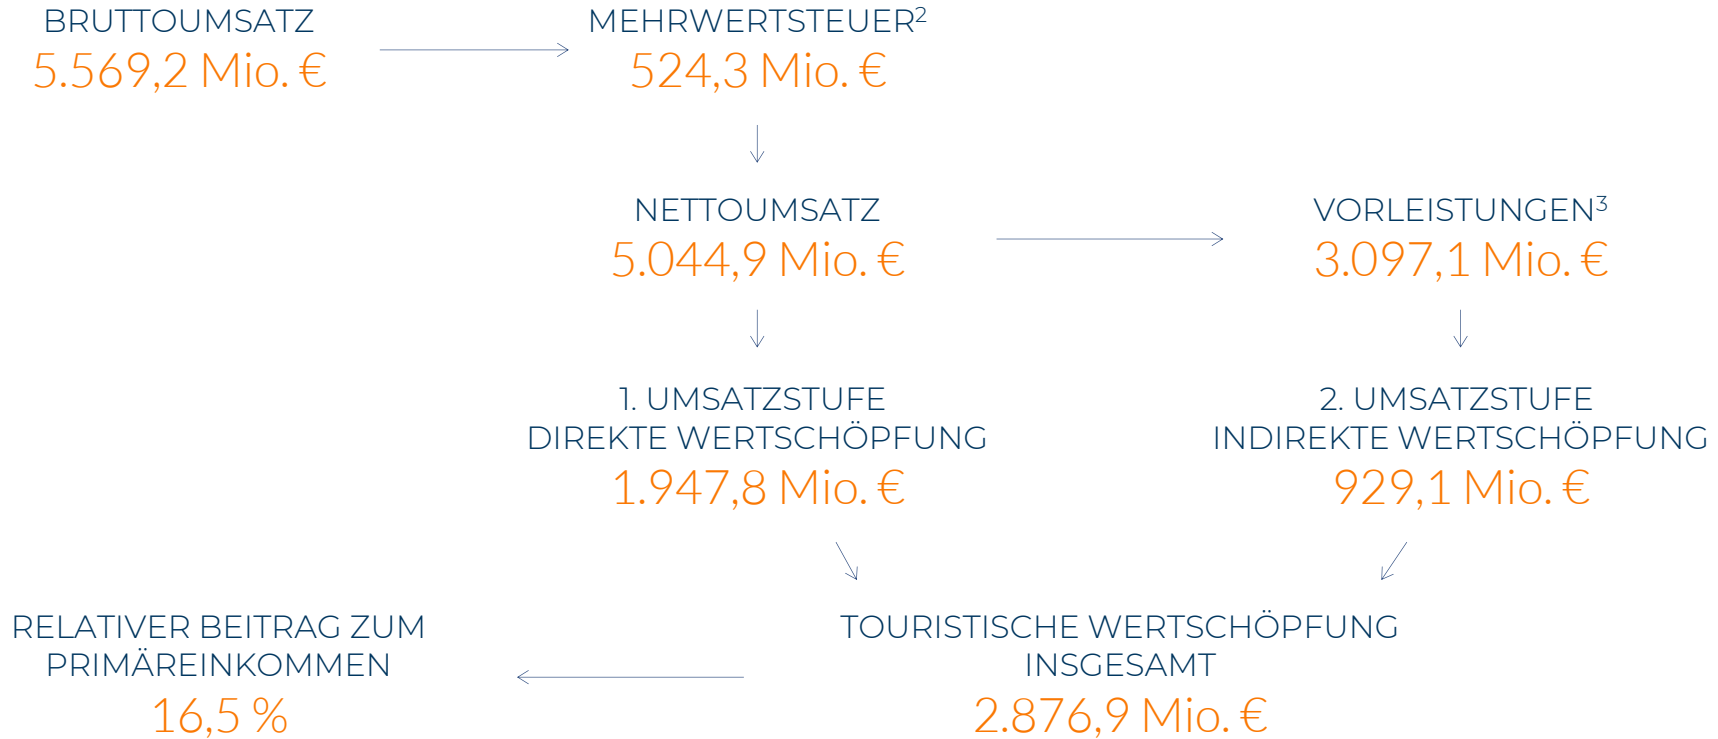 BRUTTOUMSATZ
5.569,2 Mio. €
MEHRWERTSTEUER²
524,3 Mio. €
NETTOUMSATZ
5.044,9 Mio. €
VORLEISTUNGEN³
3.097,1 Mio. €
1. UMSATZSTUFE
DIREKTE WERTSCHÖPFUNG
1.947,8 Mio. €
2. UMSATZSTUFE
INDIREKTE WERTSCHÖPFUNG
929,1 Mio. €
RELATIVER BEITRAG ZUM
PRIMÄREINKOMMEN
16,5 %
TOURISTISCHE WERTSCHÖPFUNG
INSGESAMT
2.876,9 Mio. €